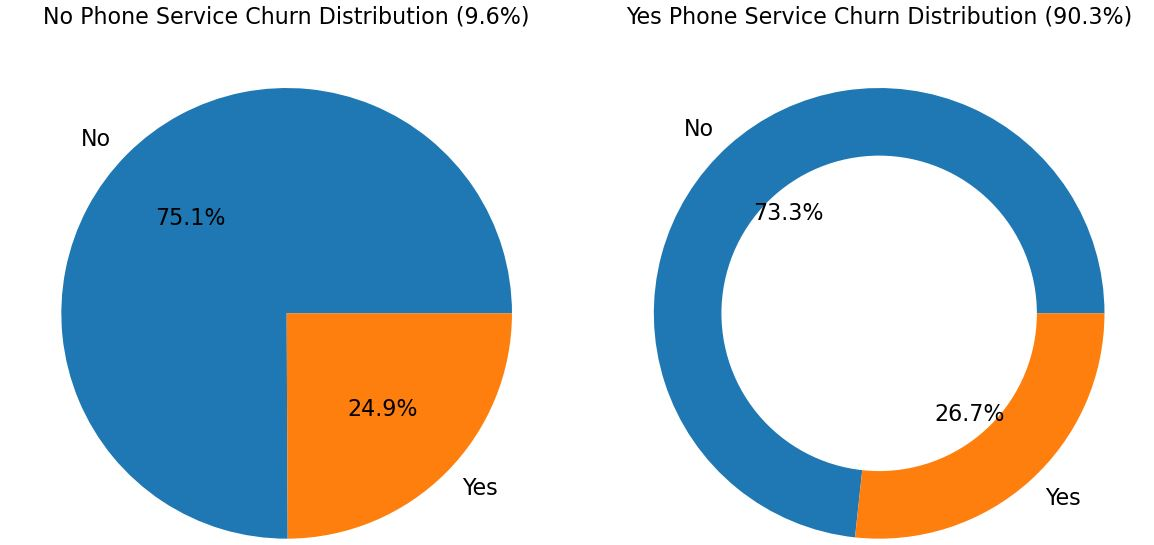 No Phone Service Churn Distribution (9.6%)
No
75.1%
24.9%
Yes
Yes Phone Service Churn Distribution (90.3%)
No
73.3%
26.7%
Yes